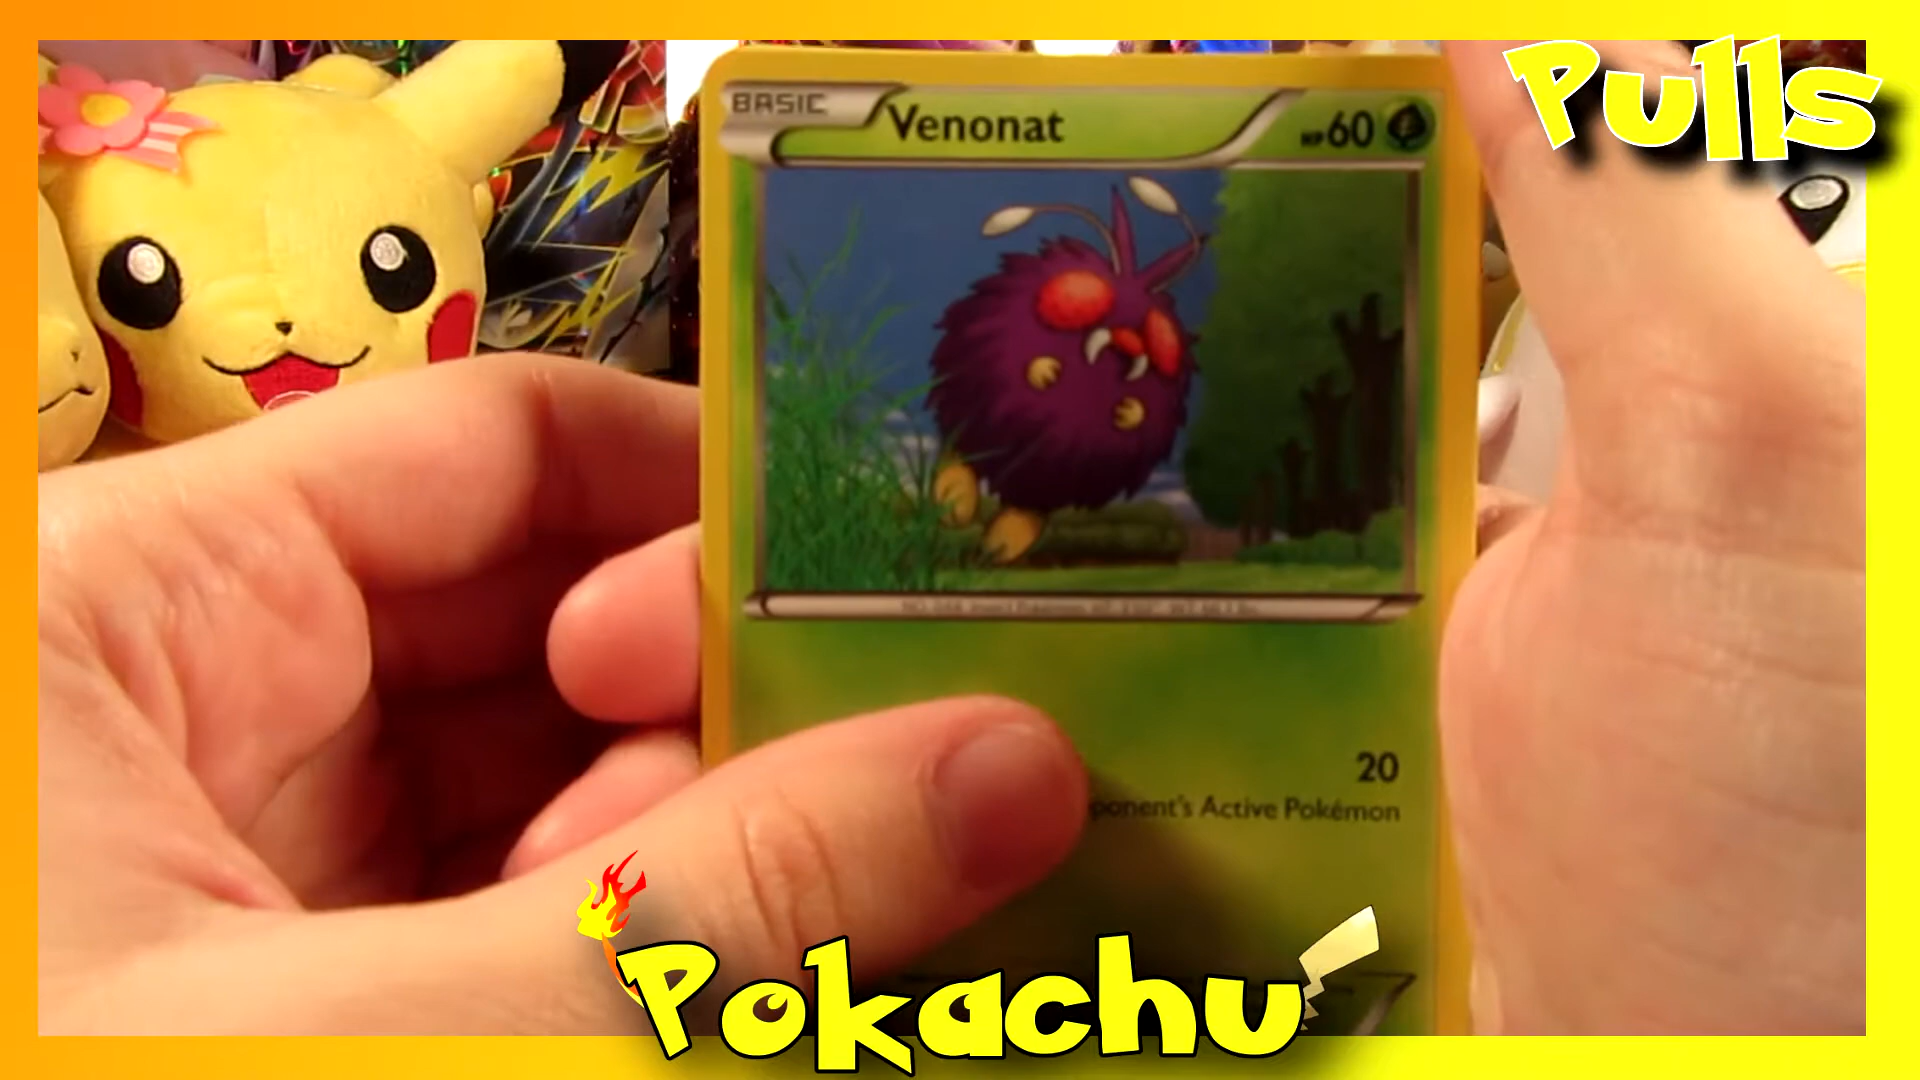 Pulls
BASIC Venonat HP60
20
ponent's Active Pokémon
Pokachu